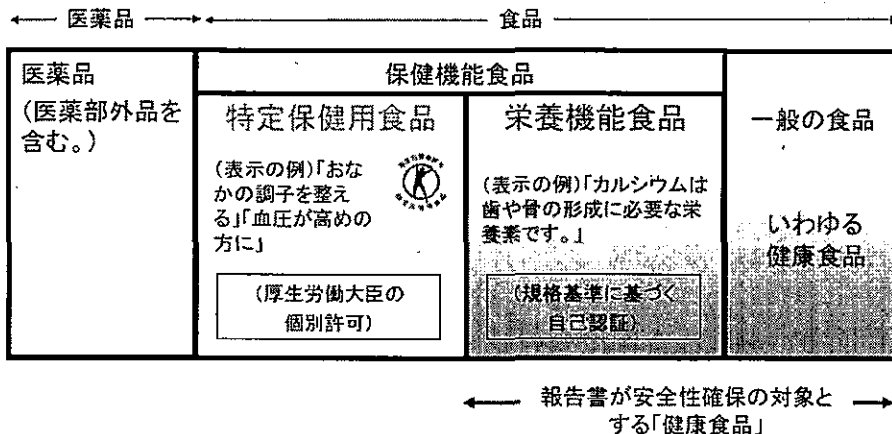 医薬品
食品
医薬品
(医薬部外品を
含む。)
保健機能食品
特定保健用食品
(表示の例)「おな
かの調子を整え
る」「血圧が高めの
方に」
(厚生労働大臣の
個別許可)
栄養機能食品
(表示の例)「カルシウムは
歯や骨の形成に必要な栄
養素です。」
(規格基準に基づく
自己認証)
一般の食品
いわゆる
健康食品
報告書が安全性確保の対象と
する「健康食品」